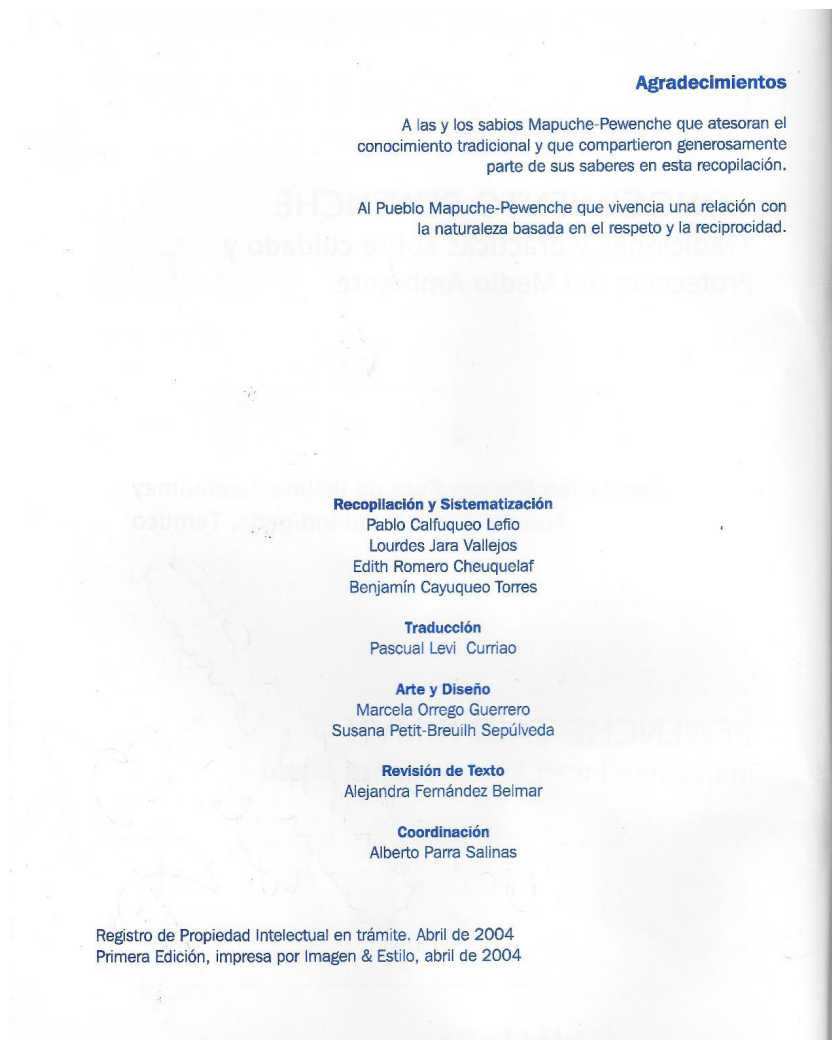 Agradecimientos
A las y los sabios Mapuche-Pewenche que atesoran el
conocimiento tradicional y que compartieron generosamente
parte de sus saberes en esta recopilación.
Al Pueblo Mapuche-Pewenche que vivencia una relación con
la naturaleza basada en el respeto y la reciprocidad.
Recopilación y Sistematización
Pablo Calfuqueo Lefio
Lourdes Jara Vallejos
Edith Romero Cheuquelaf
Benjamín Cayuqueo Torres
Traducción
Pascual Levi Curriao
Arte y Diseño
Marcela Orrego Guerrero
Susana Petit-Breuilh Sepúlveda
Revisión de Texto
Alejandra Fernández Belmar
Coordinación
Alberto Parra Salinas
Registro de Propiedad Intelectual en trámite. Abril de 2004
Primera Edición, impresa por Imagen & Estilo, abril de 2004